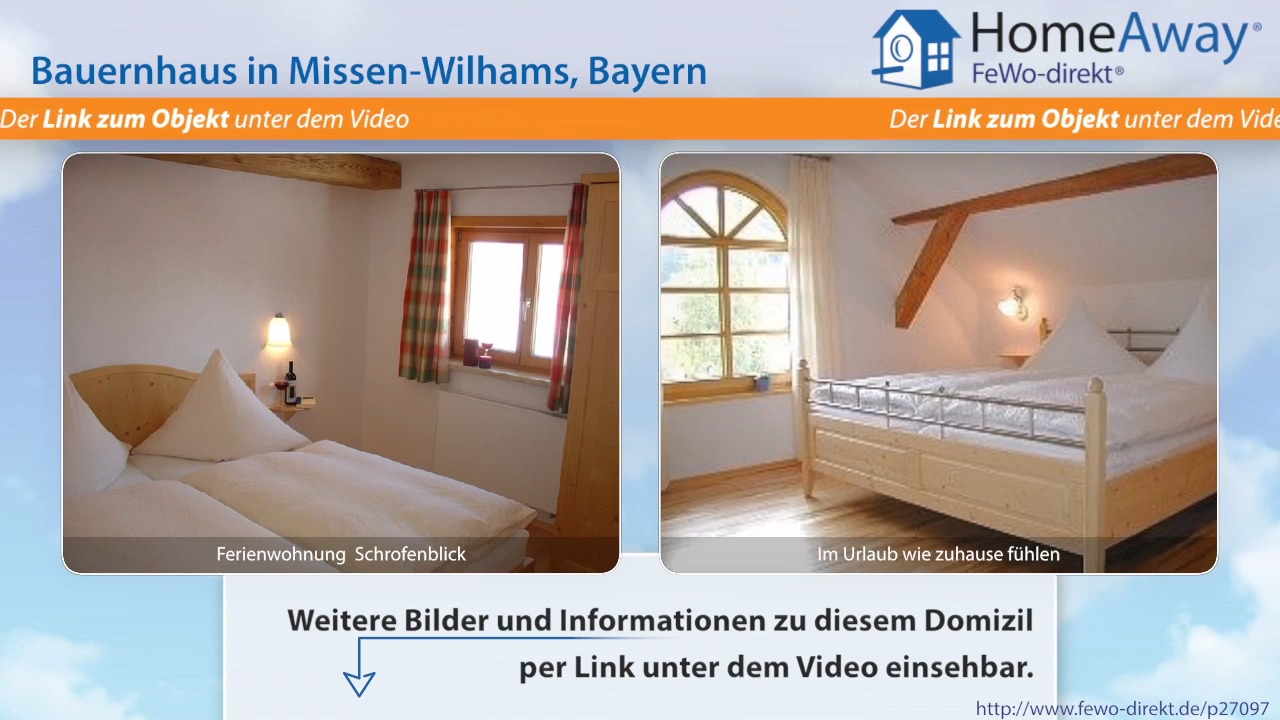 HomeAway®
FeWo-direkt®
Bauernhaus in Missen-Wilhams, Bayern
Der Link zum Objekt unter dem Video
Der Link zum Objekt unter dem Vide
Ferienwohnung Schrofenblick
Im Urlaub wie zuhause fühlen
Weitere Bilder und Informationen zu diesem Domizil
per Link unter dem Video einsehbar.
http://www.fewo-direkt.de/p27097